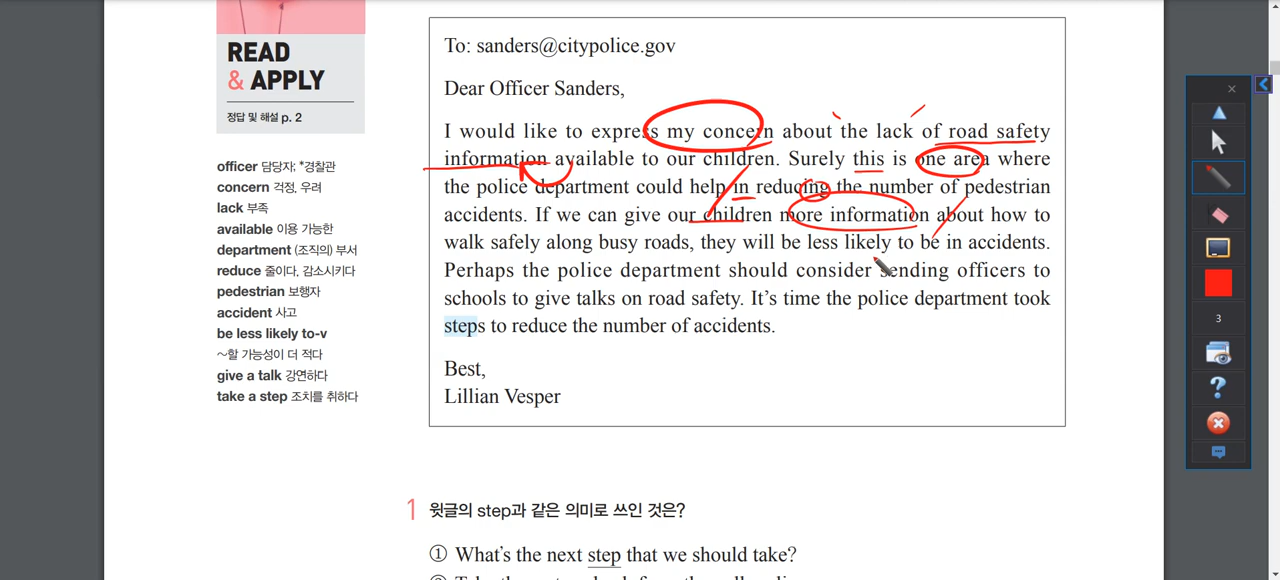 READ
& APPLY
정답 및 해설 p. 2
officer 담당자; *경찰관
concern 걱정, 우려
lack 부족
available 이용 가능한
department (조직의) 부서
reduce 줄이다, 감소시키다
pedestrian 보행자
accident 사고
be less likely to-v
~할 가능성이 더 적다
give a talk 강연하다
take a step 조치를 취하다
To: sanders@citypolice.gov
Dear Officer Sanders,
I would like to express my concern about the lack of road safety
information available to our children. Surely this is one area where
the police department could help in reducing the number of pedestrian
accidents. If we can give our children more information about how to
walk safely along busy roads, they will be less likely to be in accidents.
Perhaps the police department should consider sending officers to
schools to give talks on road safety. It's time the police department took
steps to reduce the number of accidents.
Best,
Lillian Vesper
1 윗글의 step과 같은 의미로 쓰인 것은?
① What's the next step that we should take?
3